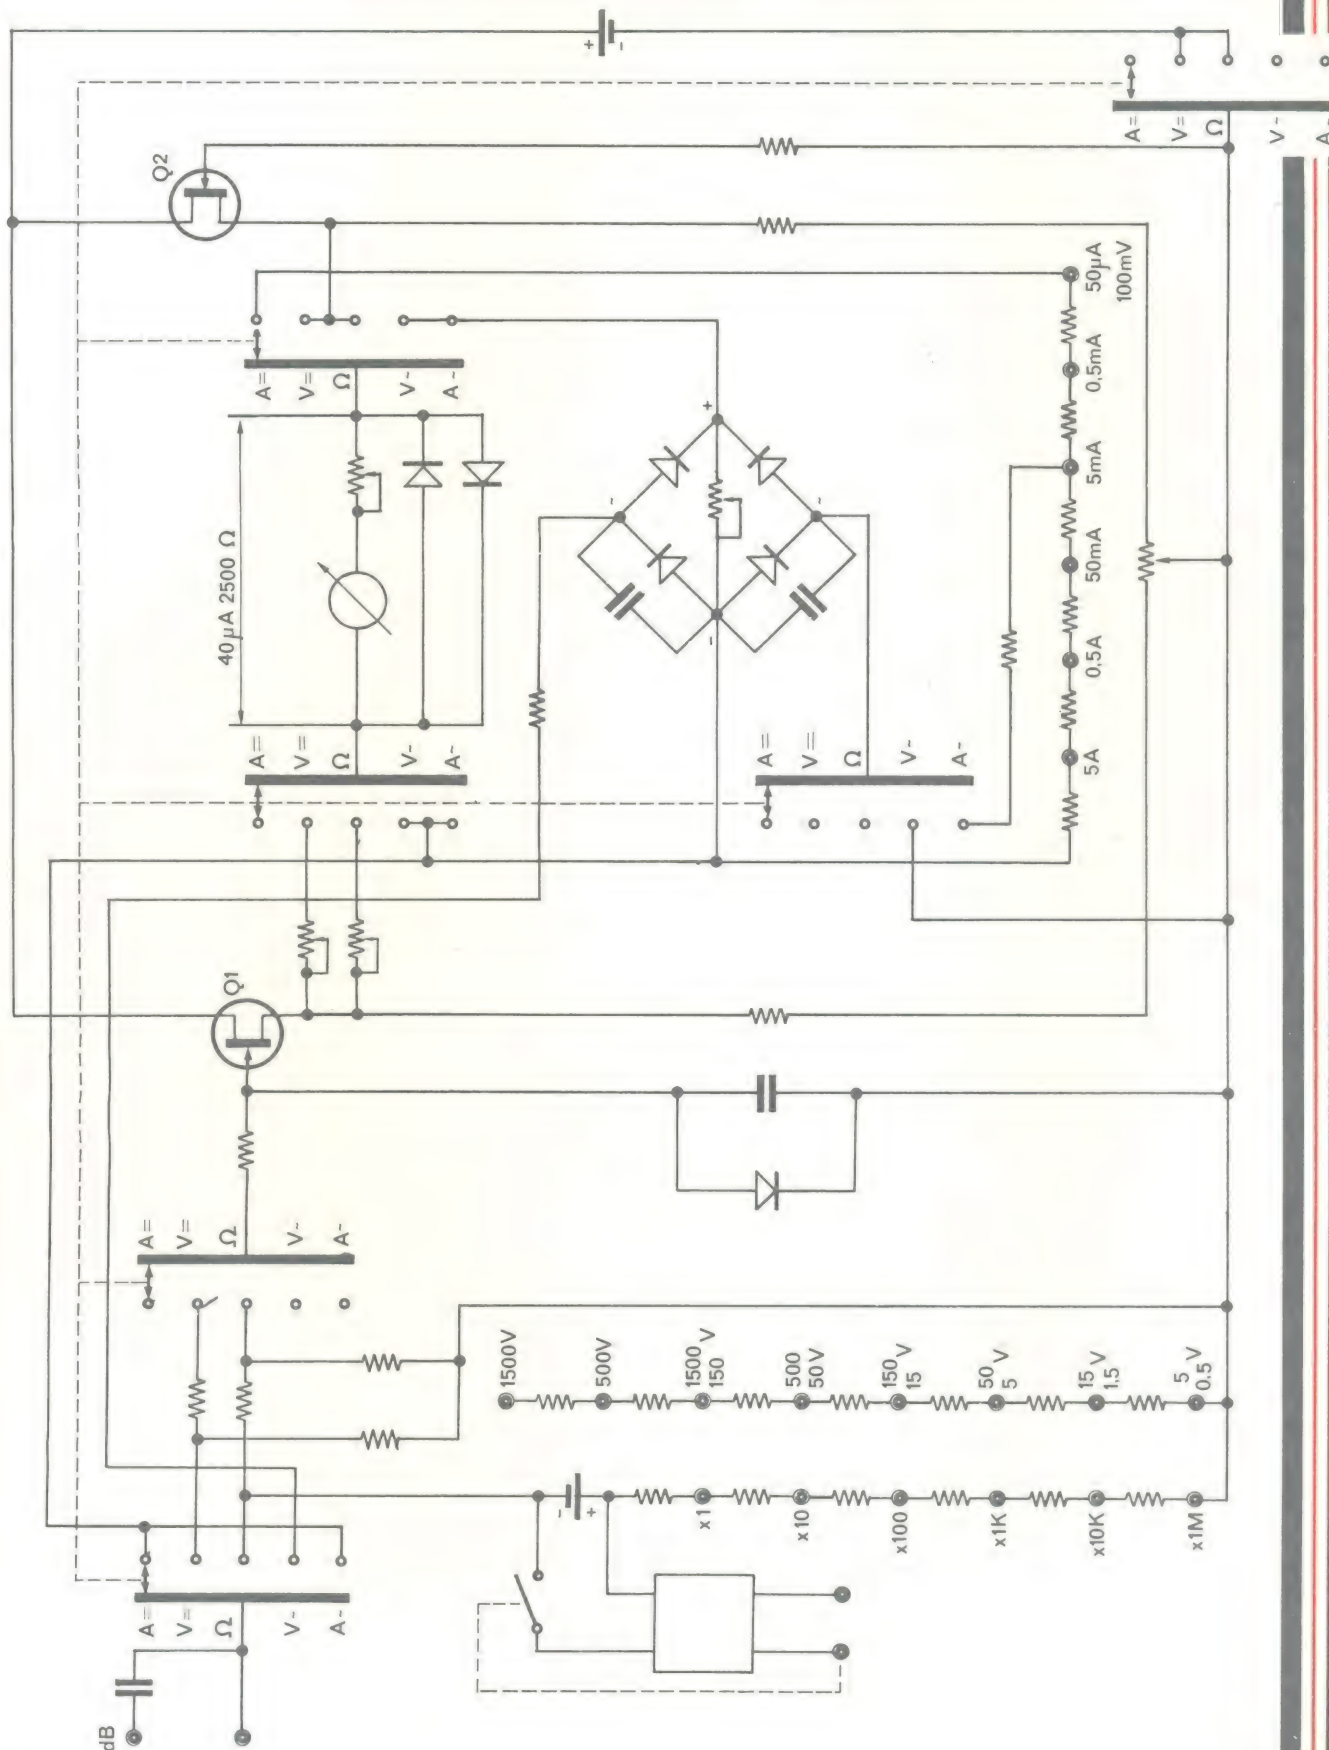 + -
A= V= Ω V~ A~
Q2
50µA
100mV
0,5mA
5mA
50mA
0,5A
5A
A= V= Ω V~ A~
40µA 2500 Ω
+
~
~
-
A= V= Ω V~ A~
A= V= Ω V~ A~
Q1
A= V= Ω V~ A~
1500V
500V
1500 V
150
500
50V
150 V
15
50
5
15 V
1,5
5 V
0,5
- +
x1
x10
x100
x1K
x10K
x1M
A= V= Ω V~ A~
dB